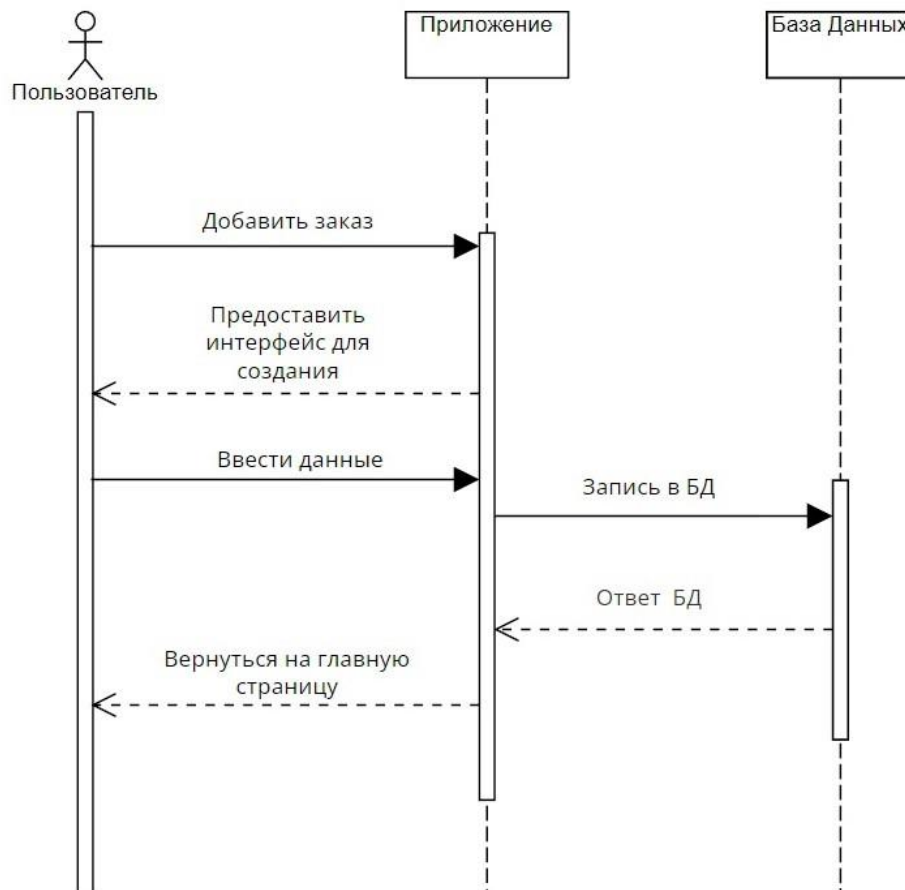 Приложение
База Данных
Пользователь
Добавить заказ
Предоставить
интерфейс для
создания
Ввести данные
Запись в БД
Ответ БД
Вернуться на главную
страницу